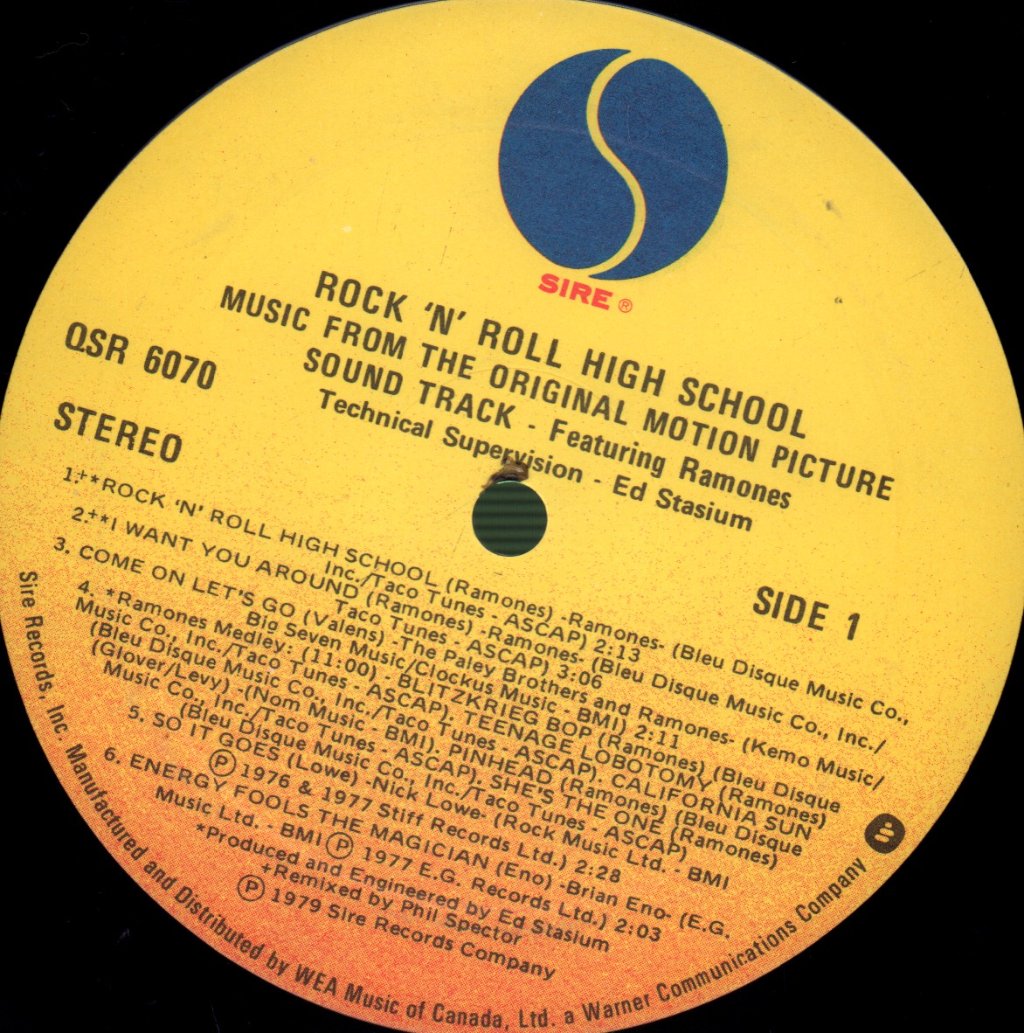 SIRE ®
ROCK 'N' ROLL HIGH SCHOOL
MUSIC FROM THE ORIGINAL MOTION PICTURE
SOUND TRACK - Featuring Ramones
Technical Supervision - Ed Stasium
QSR 6070
STEREO
SIDE 1
1.+*ROCK 'N' ROLL HIGH SCHOOL (Ramones) -Ramones- (Bleu Disque Music Co.,
Inc./Taco Tunes - ASCAP) 2:13
2.+*I WANT YOU AROUND (Ramones) -Ramones- (Bleu Disque Music Co., Inc./
Taco Tunes - ASCAP) 3:06
3. COME ON LET'S GO (Valens) -The Paley Brothers and Ramones- (Kemo Music/
Big Seven Music/Clockus Music - BMI) 2:11
4. *Ramones Medley: (11:00) - BLITZKRIEG BOP (Ramones) (Bleu Disque
Music Co., Inc./Taco Tunes - ASCAP). TEENAGE LOBOTOMY (Ramones)
(Bleu Disque Music Co., Inc./Taco Tunes - ASCAP). CALIFORNIA SUN
(Glover/Levy) -(Nom Music - BMI). PINHEAD (Ramones) (Bleu Disque
Music Co., Inc./Taco Tunes - ASCAP). SHE'S THE ONE (Ramones)
(Bleu Disque Music Co., Inc./Taco Tunes - ASCAP)
5. SO IT GOES (Lowe) -Nick Lowe- (Rock Music Ltd. - BMI
Ⓟ 1976 & 1977 Stiff Records Ltd.) 2:28
6. ENERGY FOOLS THE MAGICIAN (Eno) -Brian Eno- (E.G.
Music Ltd. - BMI Ⓟ 1977 E.G. Records Ltd.) 2:03
*Produced and Engineered by Ed Stasium
+Remixed by Phil Spector
Ⓟ 1979 Sire Records Company
Sire Records, Inc. Manufactured and Distributed by WEA Music of Canada, Ltd. a Warner Communications Company